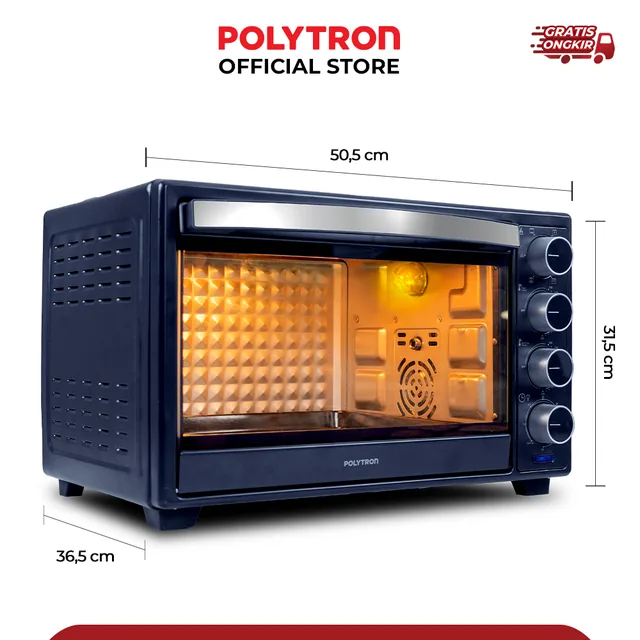 POLYTRON
OFFICIAL STORE
GRATIS
ONGKIR
50,5 cm
31,5 cm
POLYTRON
36,5 cm